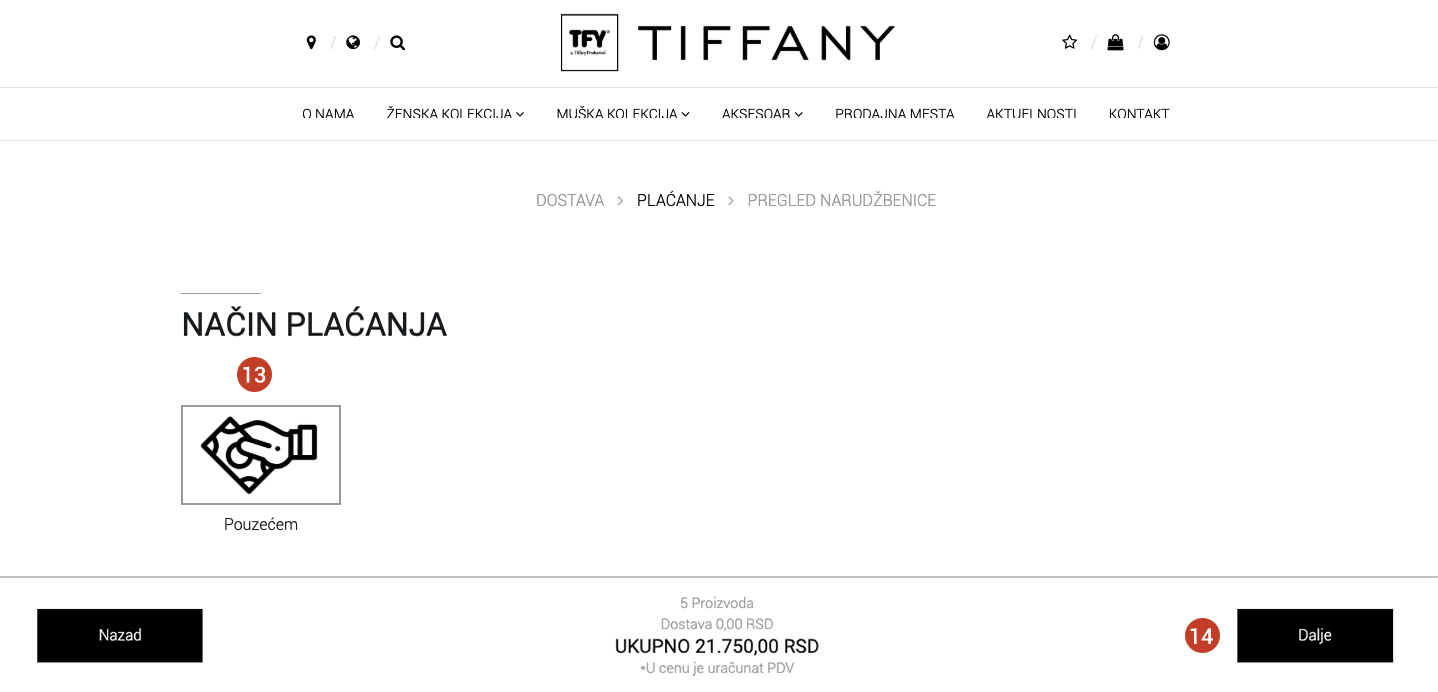 TFY
by Tiffany Production
TIFFANY
O NAMA ŽENSKA KOLEKCIJA MUŠKA KOLEKCIJA AKSESOAR PRODAJNA MESTA AKTUELNOSTI KONTAKT
DOSTAVA > PLAĆANJE > PREGLED NARUDŽBENICE
NAČIN PLAĆANJA
13
Pouzećem
5 Proizvoda
Dostava 0,00 RSD
UKUPNO 21.750,00 RSD
*U cenu je uračunat PDV
Nazad
14 Dalje